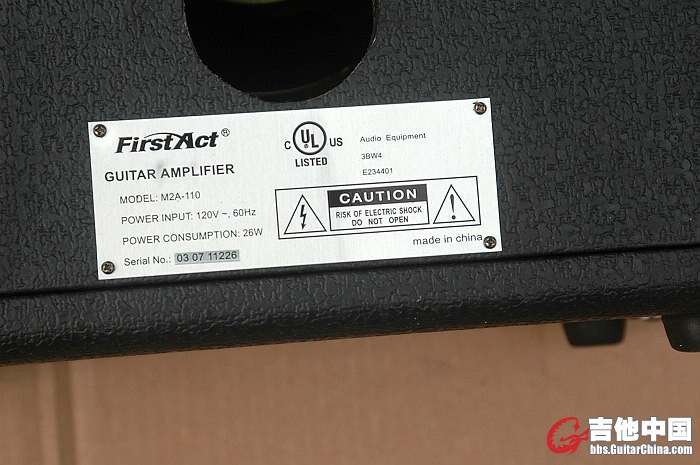 FirstAct®
GUITAR AMPLIFIER
MODEL: M2A-110
POWER INPUT: 120V ~, 60Hz
POWER CONSUMPTION: 26W
Serial No.: 03 07 11226
C UL® US
LISTED
Audio Equipment
3BW4
E234401
CAUTION
RISK OF ELECTRIC SHOCK
DO NOT OPEN
made in china
吉他中国
bbs.GuitarChina.com